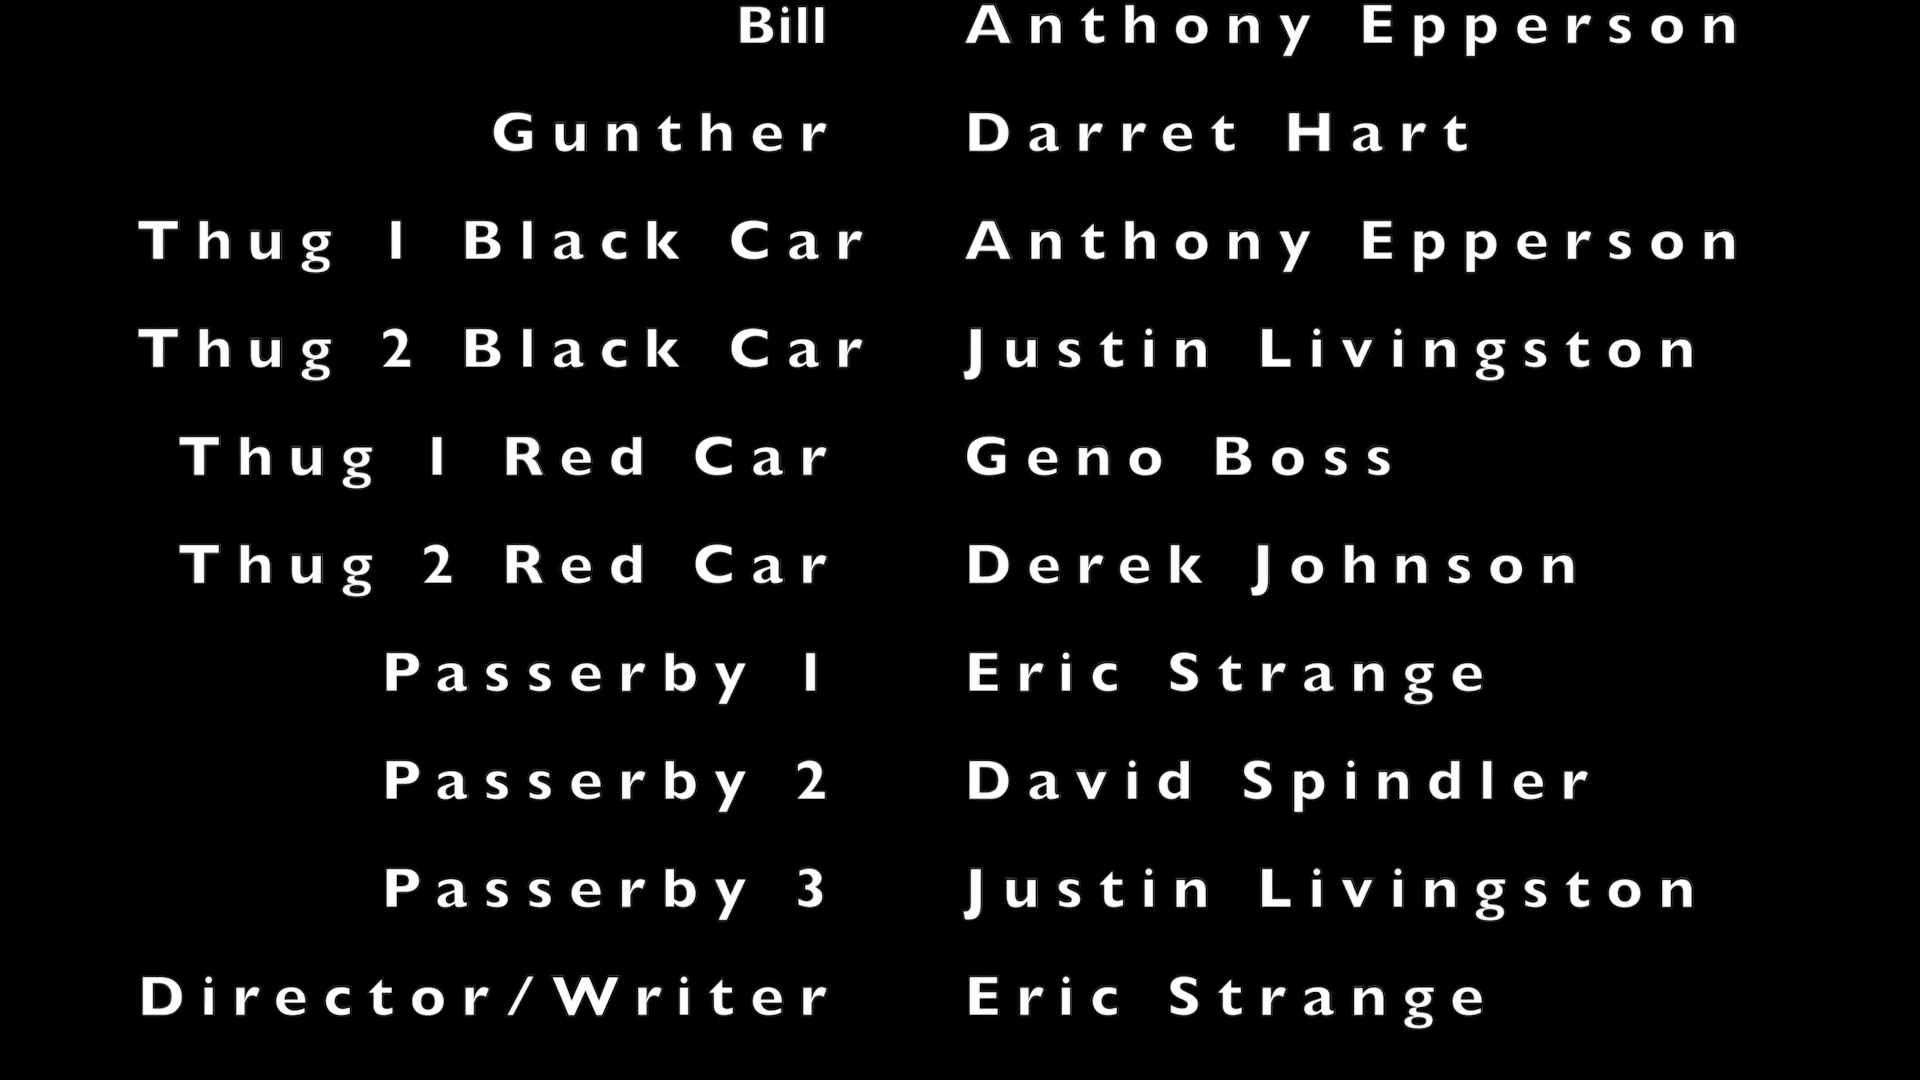 Bill Anthony Epperson
Gunther Darret Hart
Thug 1 Black Car Anthony Epperson
Thug 2 Black Car Justin Livingston
Thug 1 Red Car Geno Boss
Thug 2 Red Car Derek Johnson
Passerby 1 Eric Strange
Passerby 2 David Spindler
Passerby 3 Justin Livingston
Director/Writer Eric Strange